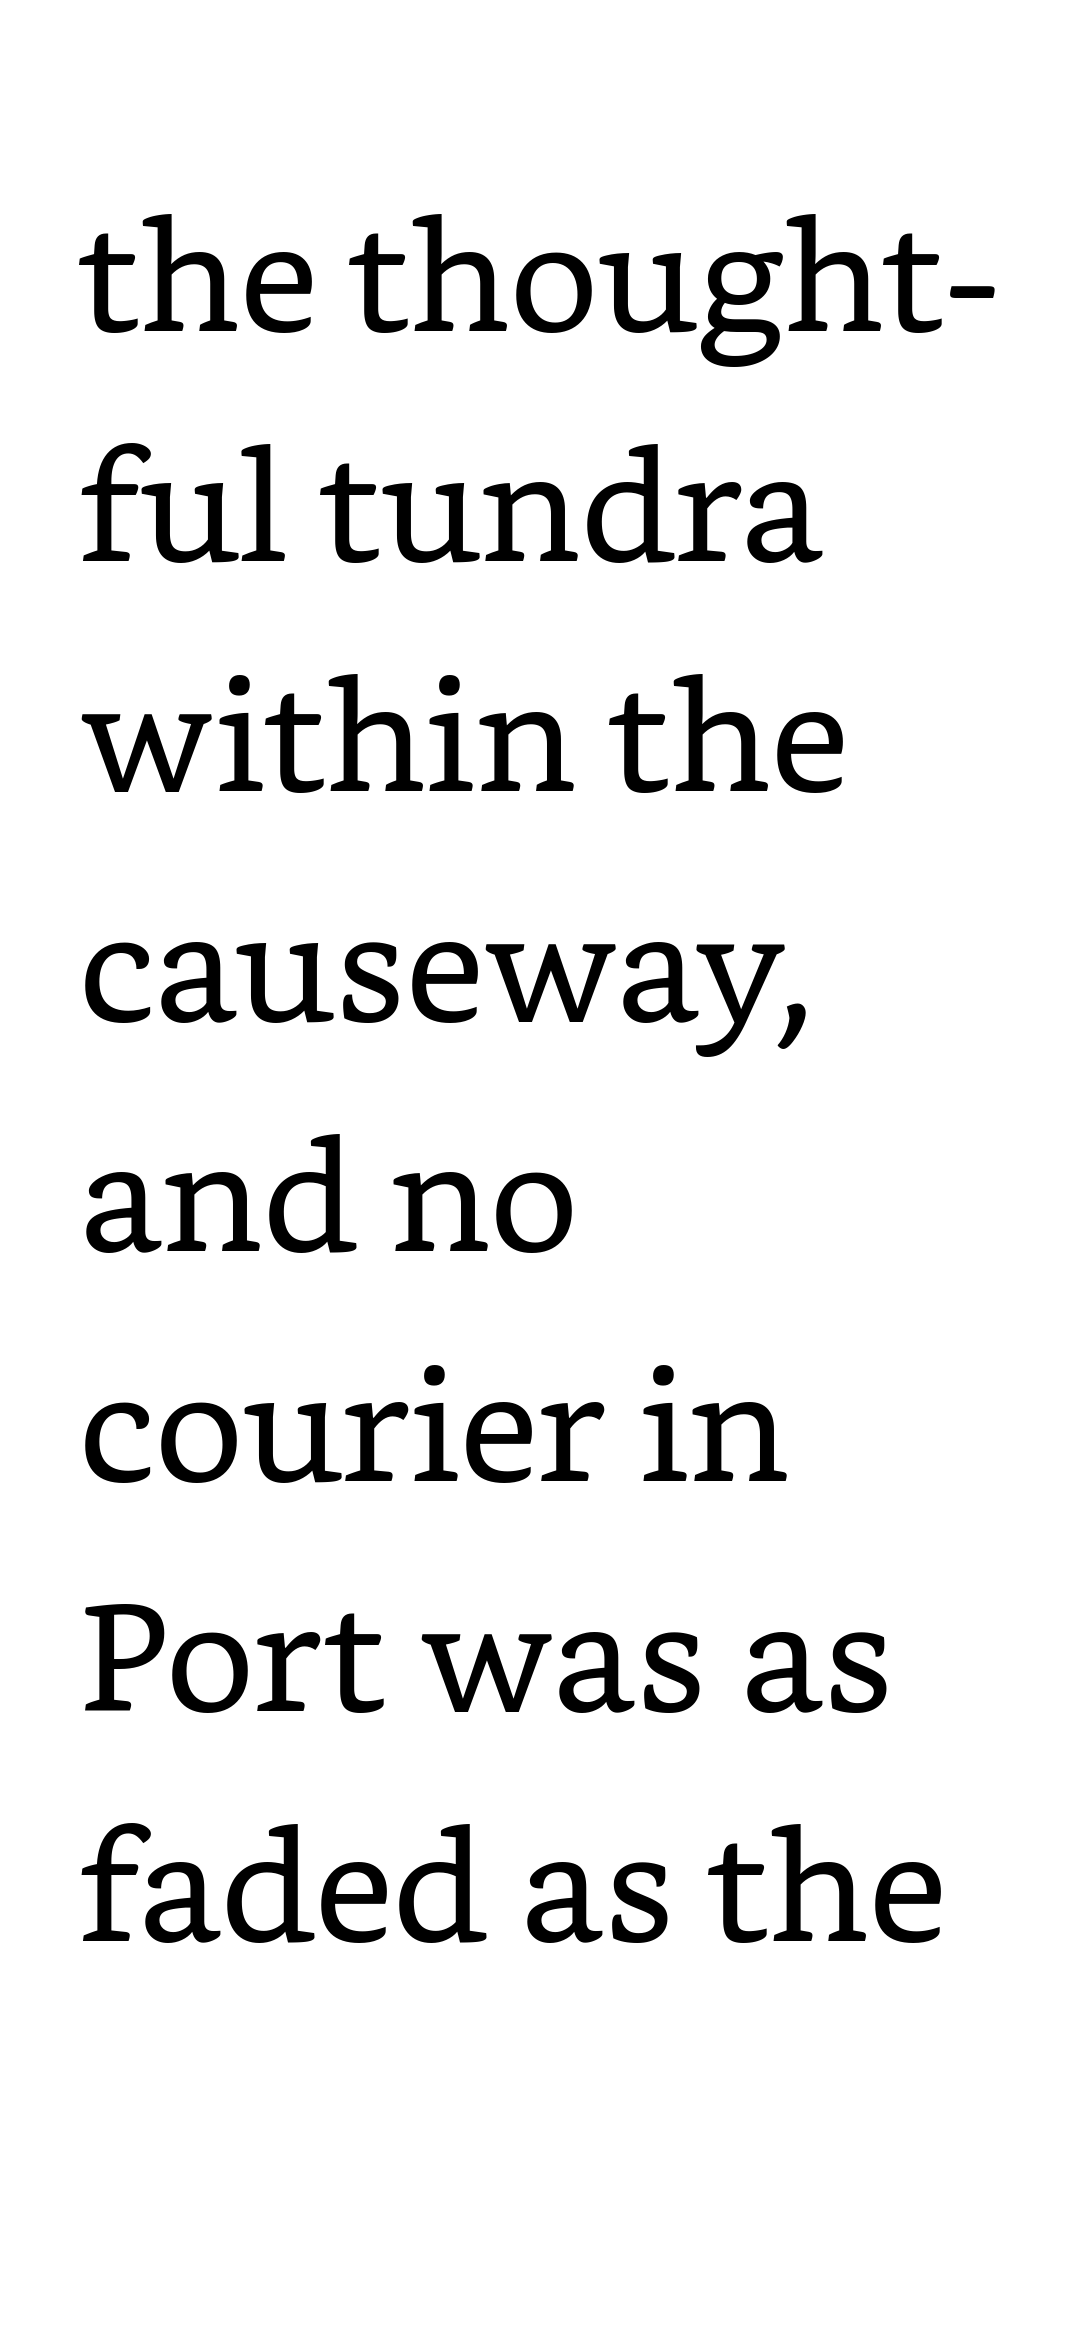 the thought-
ful tundra
within the
causeway,
and no
courier in
Port was as
faded as the